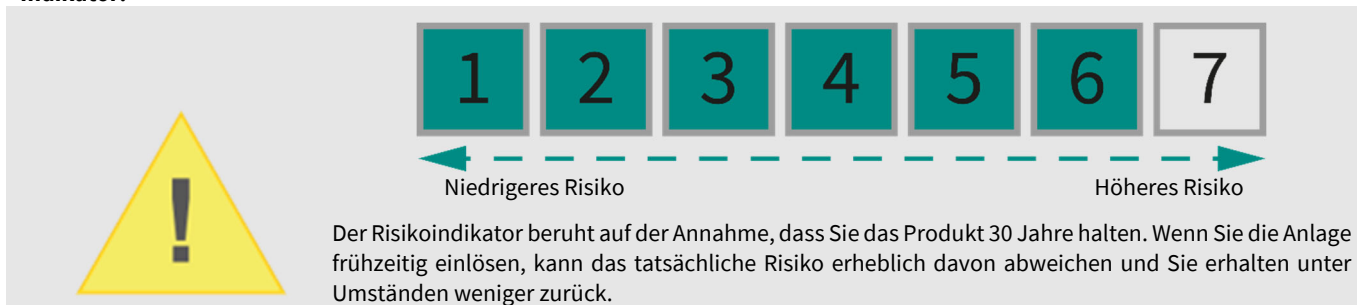 Indikator:
1 2 3 4 5 6 7
Niedrigeres Risiko Höheres Risiko
!
Der Risikoindikator beruht auf der Annahme, dass Sie das Produkt 30 Jahre halten. Wenn Sie die Anlage
frühzeitig einlösen, kann das tatsächliche Risiko erheblich davon abweichen und Sie erhalten unter
Umständen weniger zurück.